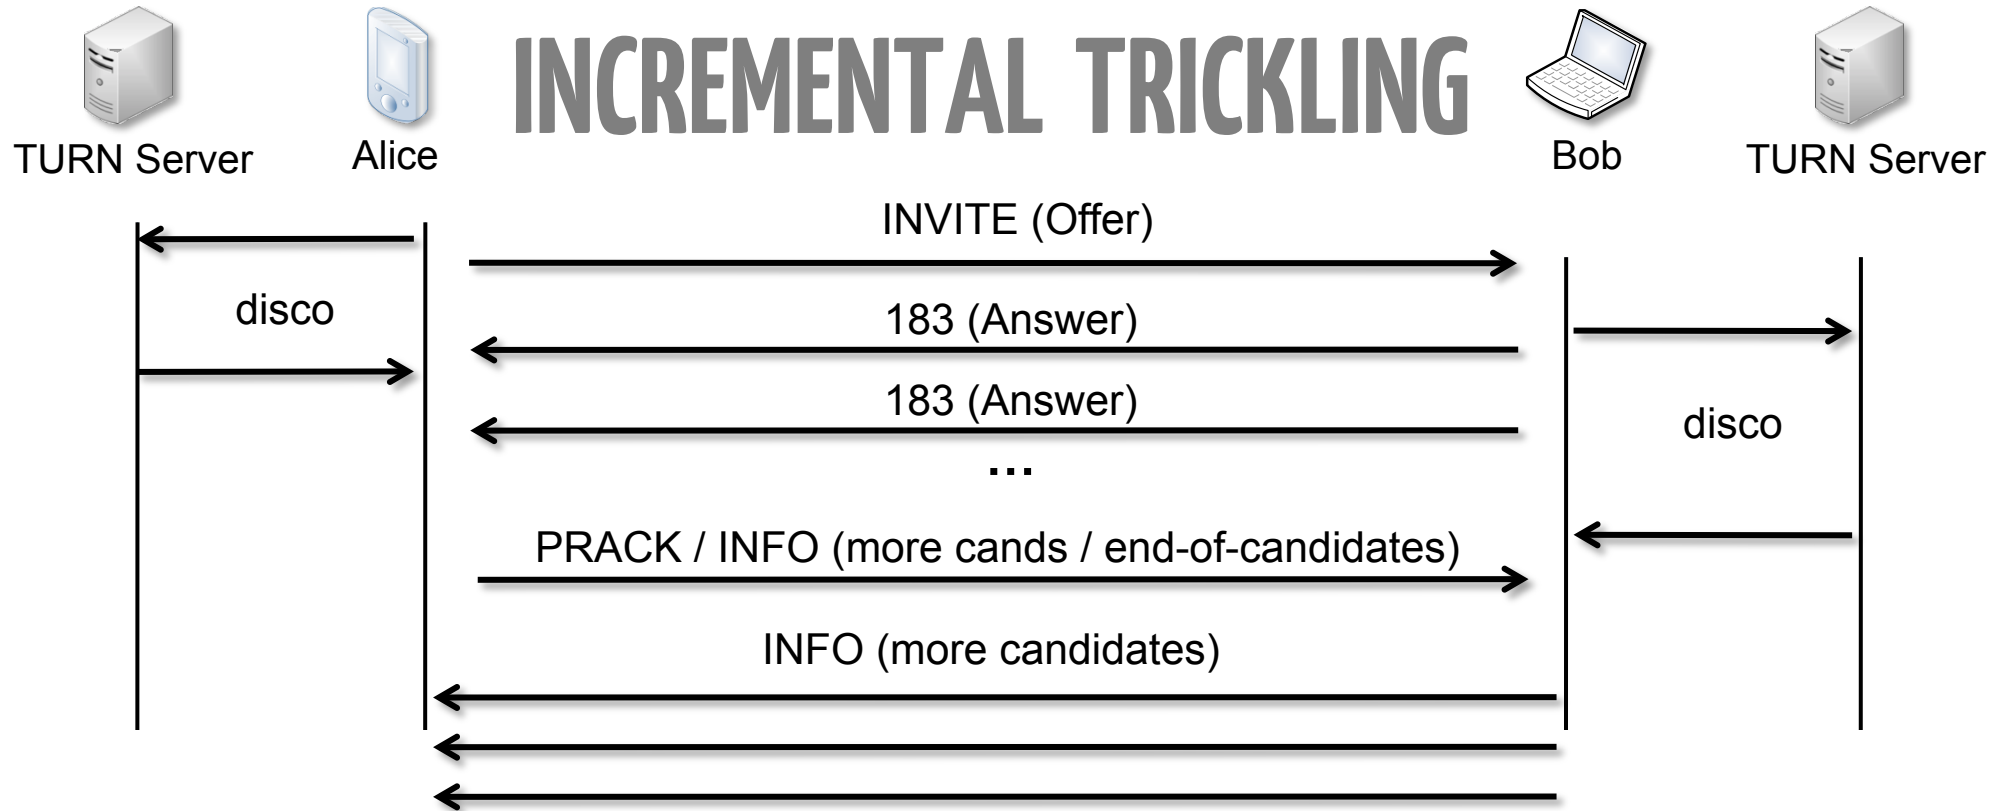 INCREMENTAL TRICKLING
TURN Server
Alice
Bob
TURN Server
INVITE (Offer)
disco
183 (Answer)
183 (Answer)
disco
...
PRACK / INFO (more cands / end-of-candidates)
INFO (more candidates)